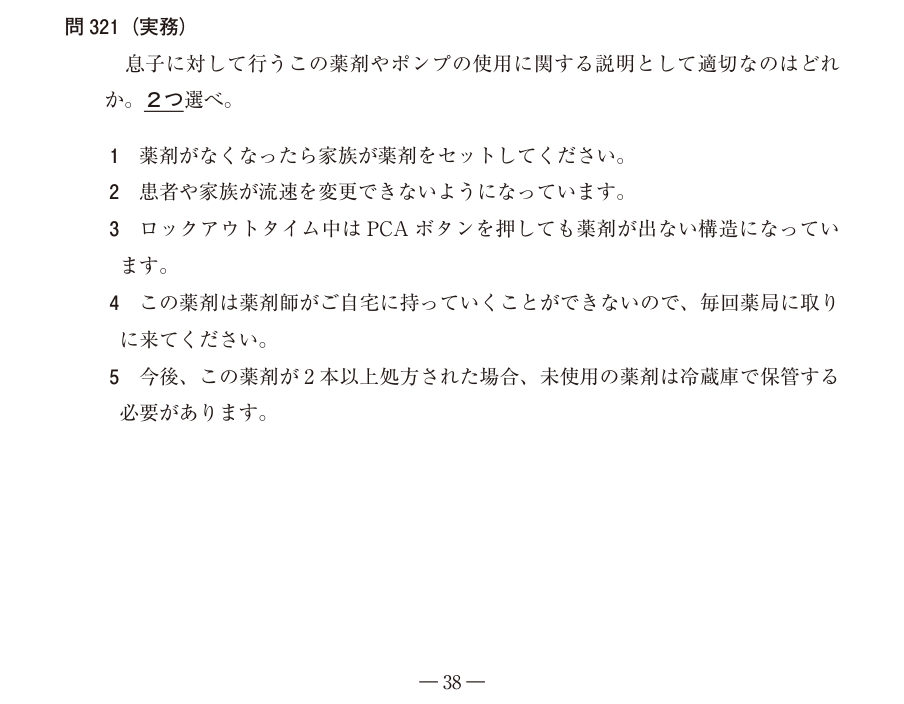 問 321（実務）
息子に対して行うこの薬剤やポンプの使用に関する説明として適切なのはどれ
か。２つ選べ。
1 薬剤がなくなったら家族が薬剤をセットしてください。
2 患者や家族が流速を変更できないようになっています。
3 ロックアウトタイム中は PCA ボタンを押しても薬剤が出ない構造になってい
ます。
4 この薬剤は薬剤師がご自宅に持っていくことができないので、毎回薬局に取り
に来てください。
5 今後、この薬剤が２本以上処方された場合、未使用の薬剤は冷蔵庫で保管する
必要があります。
― 38 ―